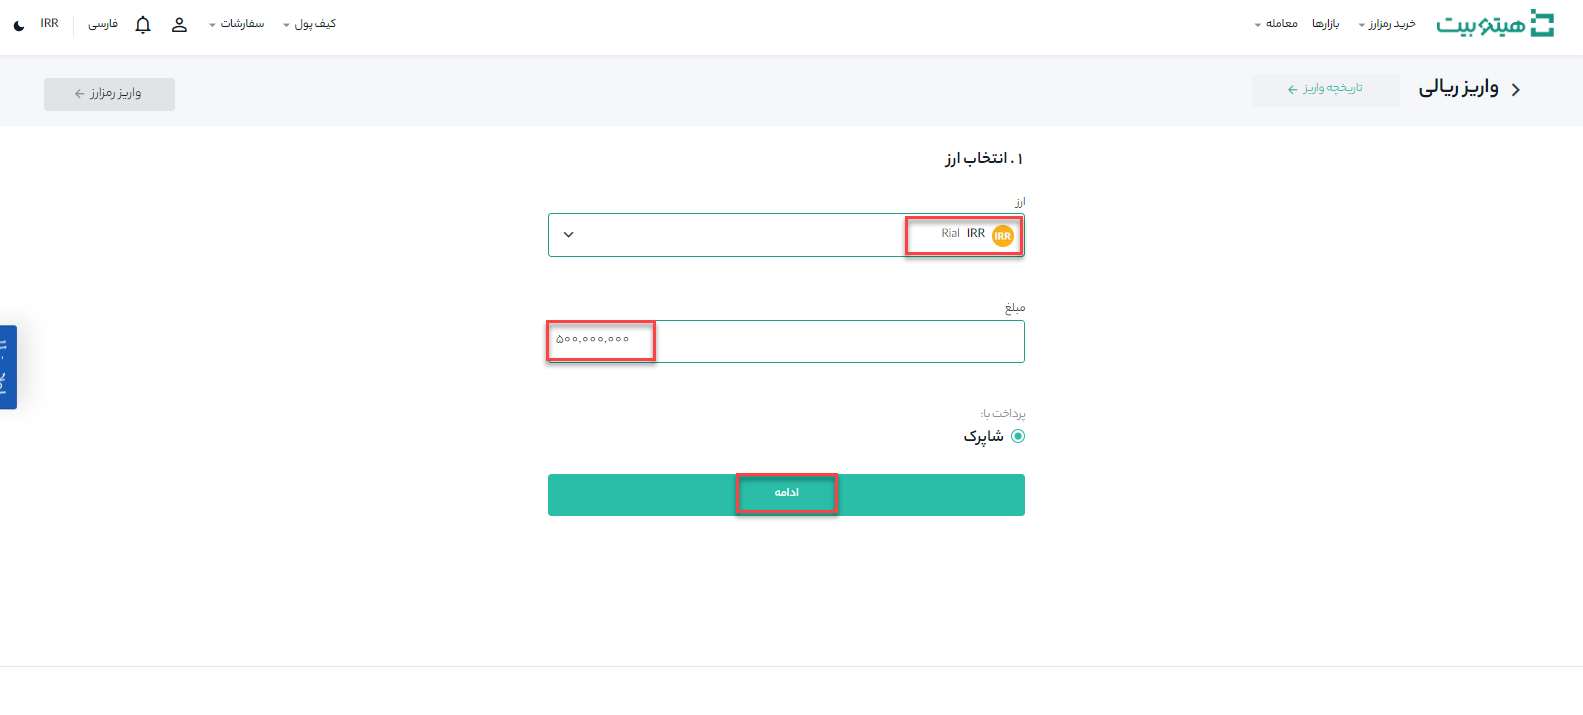 هیتوبیت
خرید رمزارز
بازارها
معامله
کیف پول
سفارشات
فارسی
IRR
واریز ریالی
تاریخچه واریز
واریز رمزارز
۱ . انتخاب ارز
ارز
IRR IRR Rial
مبلغ
۵۰۰,۰۰۰,۰۰۰
پرداخت با:
شاپرک
ادامه